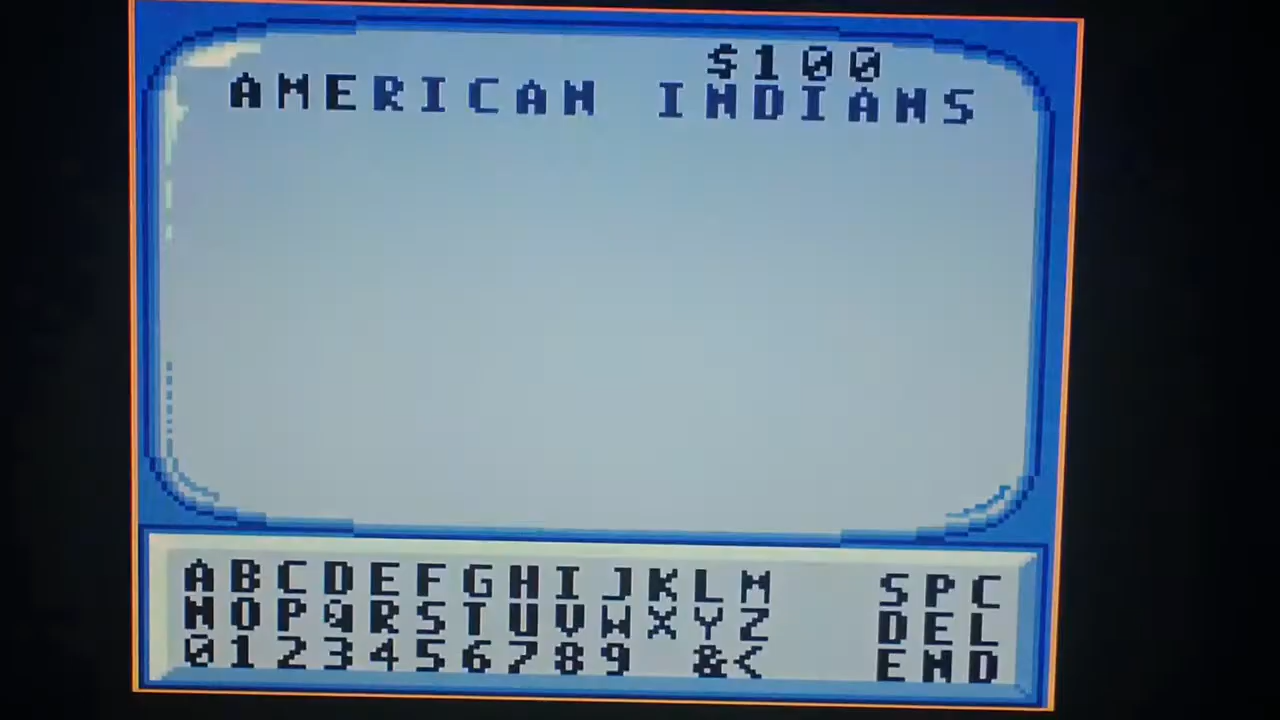 $100
AMERICAN INDIANS
ABCDEFGHIJKLM SPC
NOPQRSTUVWXYZ DEL
0123456789 &< END